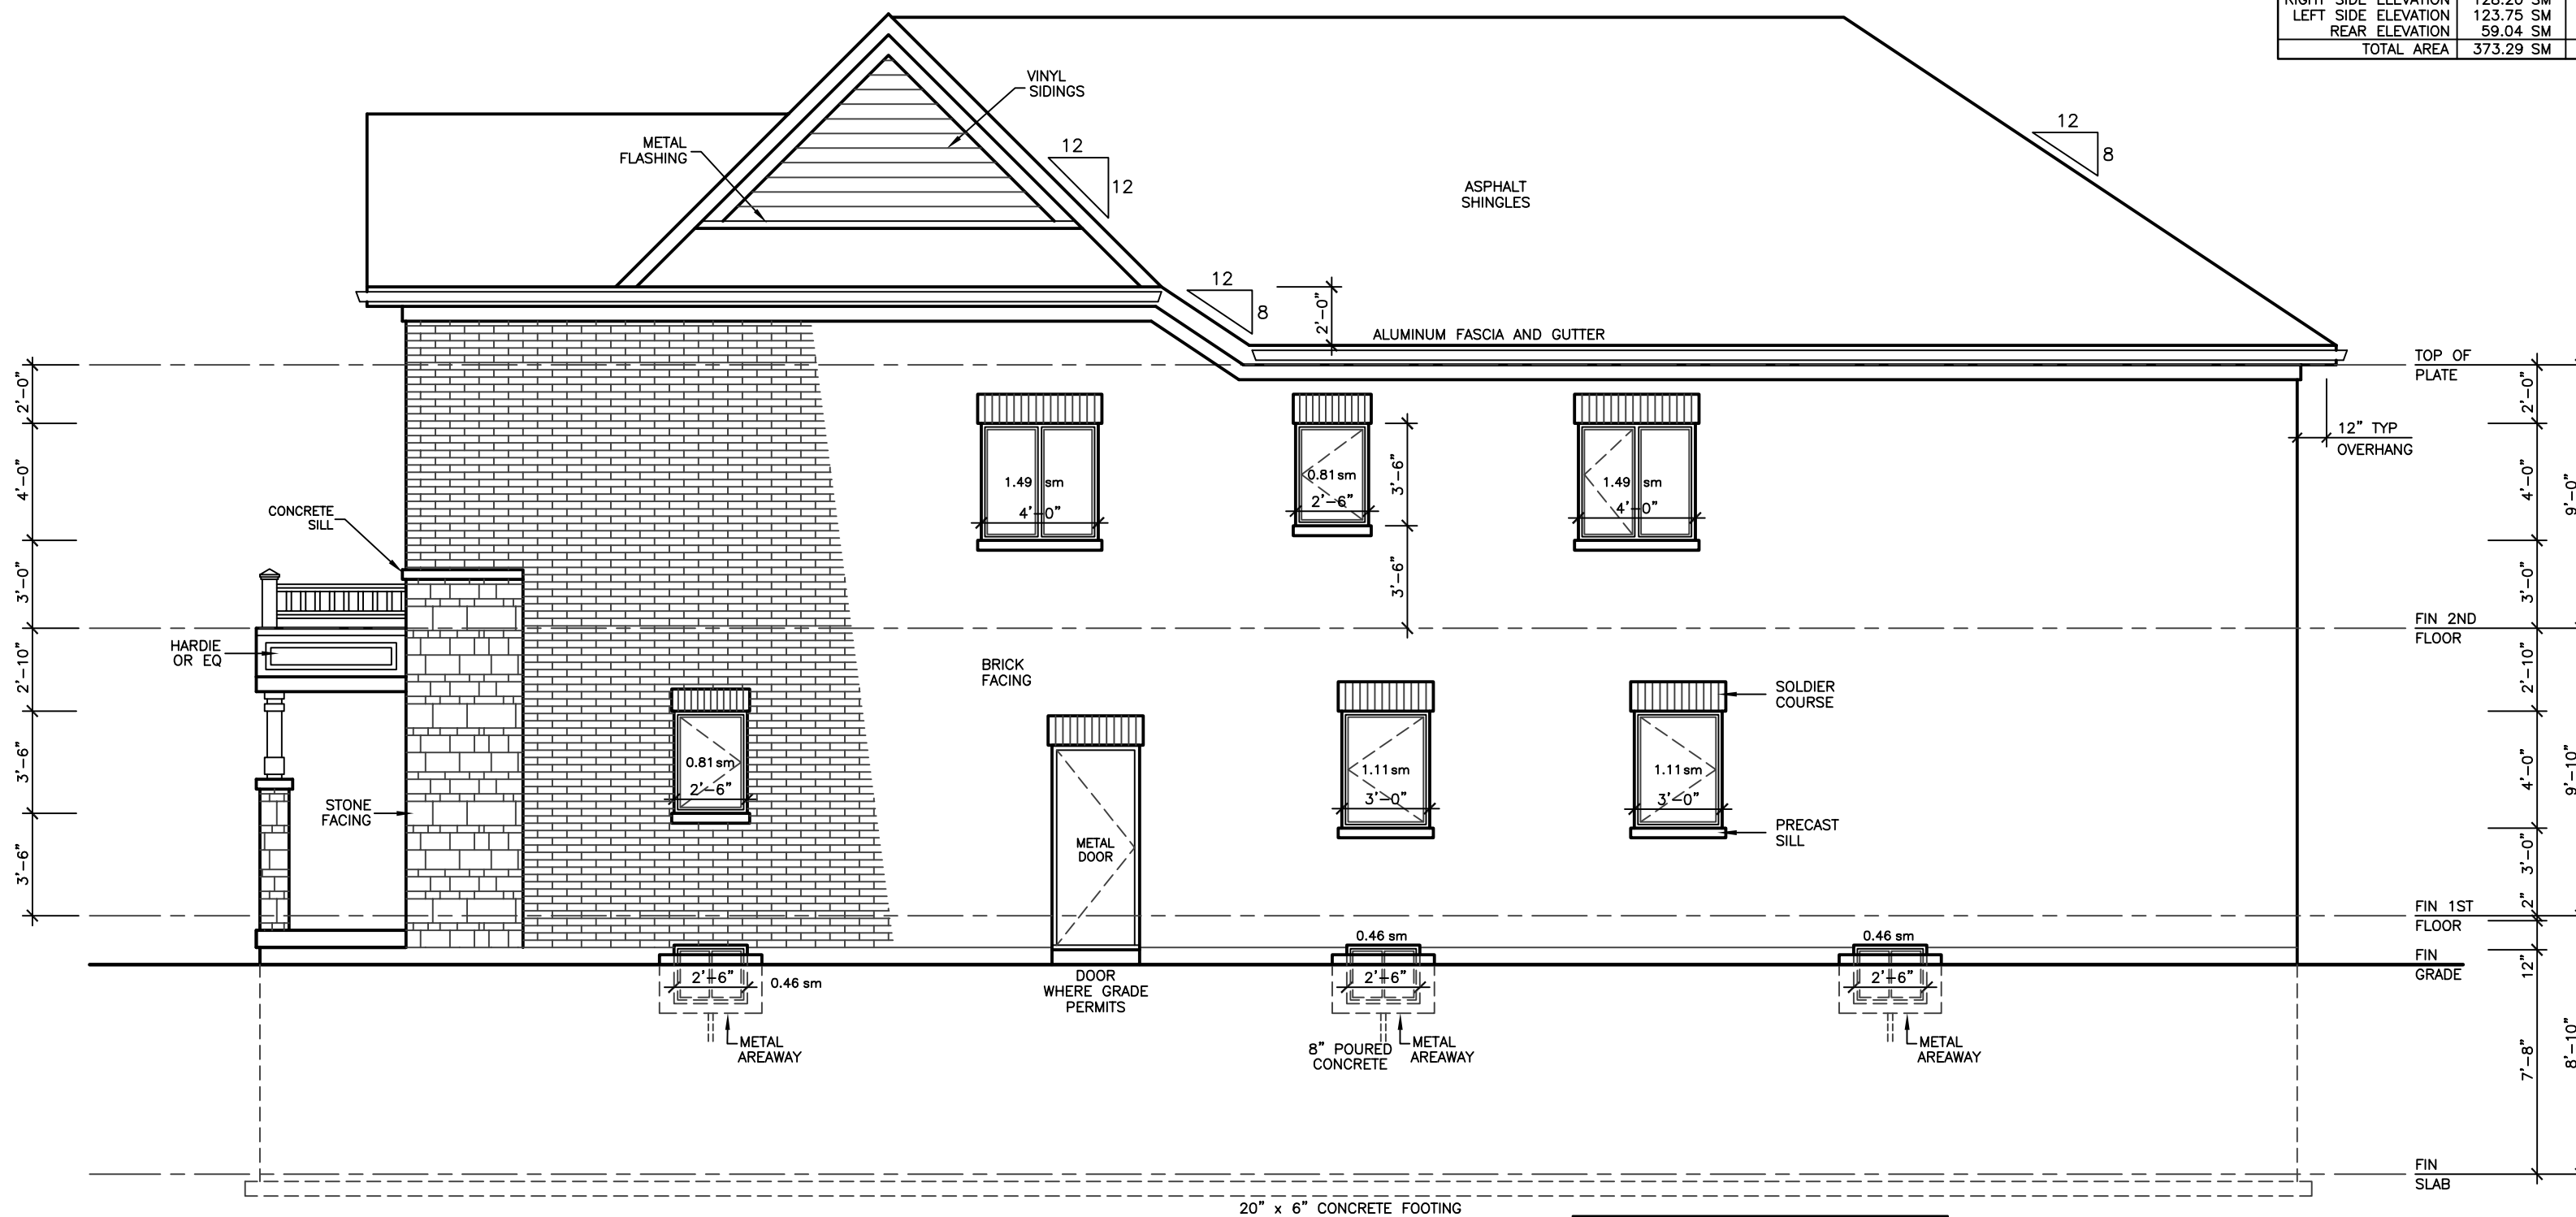 RIGHT SIDE ELEVATION 128.20 SM
LEFT SIDE ELEVATION 123.75 SM
REAR ELEVATION 59.04 SM
TOTAL AREA 373.29 SM
VINYL
SIDINGS
METAL
FLASHING
12
12
12
8
ASPHALT
SHINGLES
12
8
2'-0"
ALUMINUM FASCIA AND GUTTER
TOP OF
PLATE
12" TYP
OVERHANG
2'-0"
4'-0"
3'-0"
2'-10"
3'-6"
3'-6"
CONCRETE
SILL
HARDIE
OR EQ
STONE
FACING
1.49 sm
4'-0"
0.81 sm
2'-6"
3'-6"
3'-6"
1.49 sm
4'-0"
BRICK
FACING
0.81 sm
2'-6"
METAL
DOOR
1.11 sm
3'-0"
1.11 sm
3'-0"
SOLDIER
COURSE
PRECAST
SILL
FIN 2ND
FLOOR
FIN 1ST
FLOOR
FIN
GRADE
2'-0"
4'-0"
3'-0"
2'-10"
4'-0"
3'-0"
2"
12"
7'-8"
9'-0"
9'-10"
8'-10"
2'-6"
0.46 sm
METAL
AREAWAY
DOOR
WHERE GRADE
PERMITS
0.46 sm
2'-6"
8" POURED
CONCRETE
METAL
AREAWAY
0.46 sm
2'-6"
METAL
AREAWAY
FIN
SLAB
20" x 6" CONCRETE FOOTING